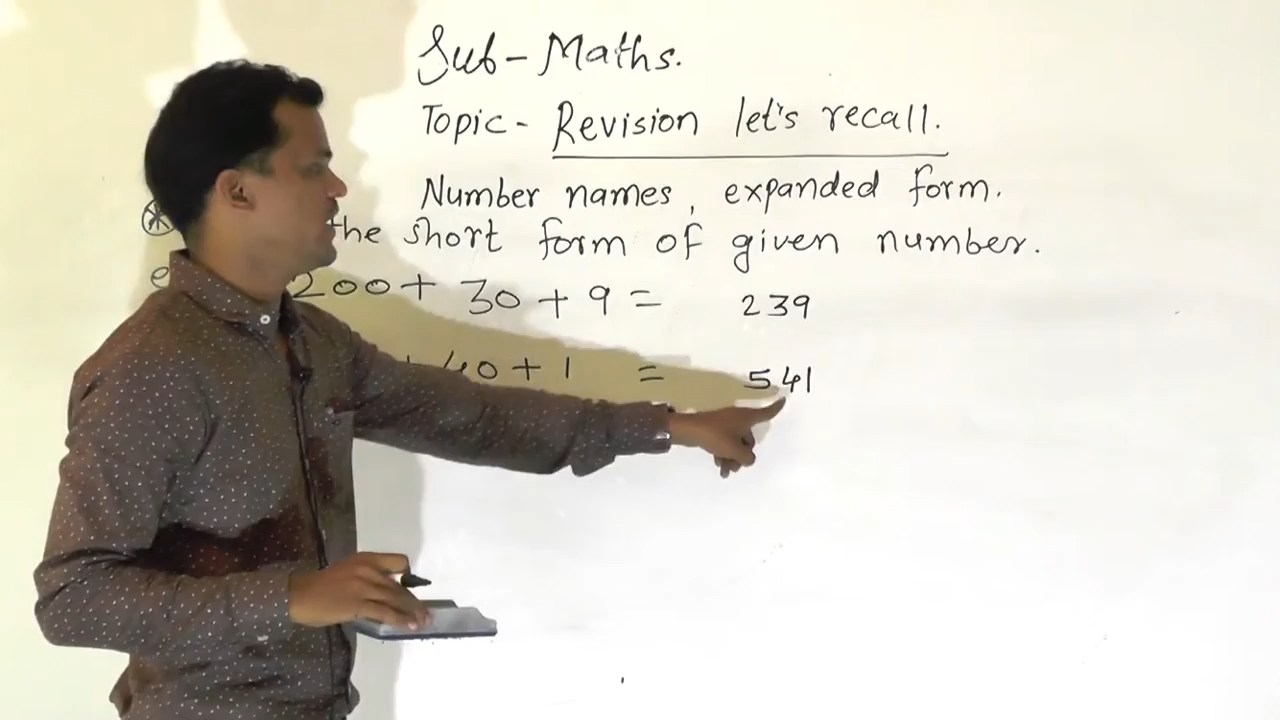 Sub - Maths.
Topic - Revision let's recall.
Number names, expanded form.
the short form of given number.
200 + 30 + 9 = 239
+ 40 + 1 = 541